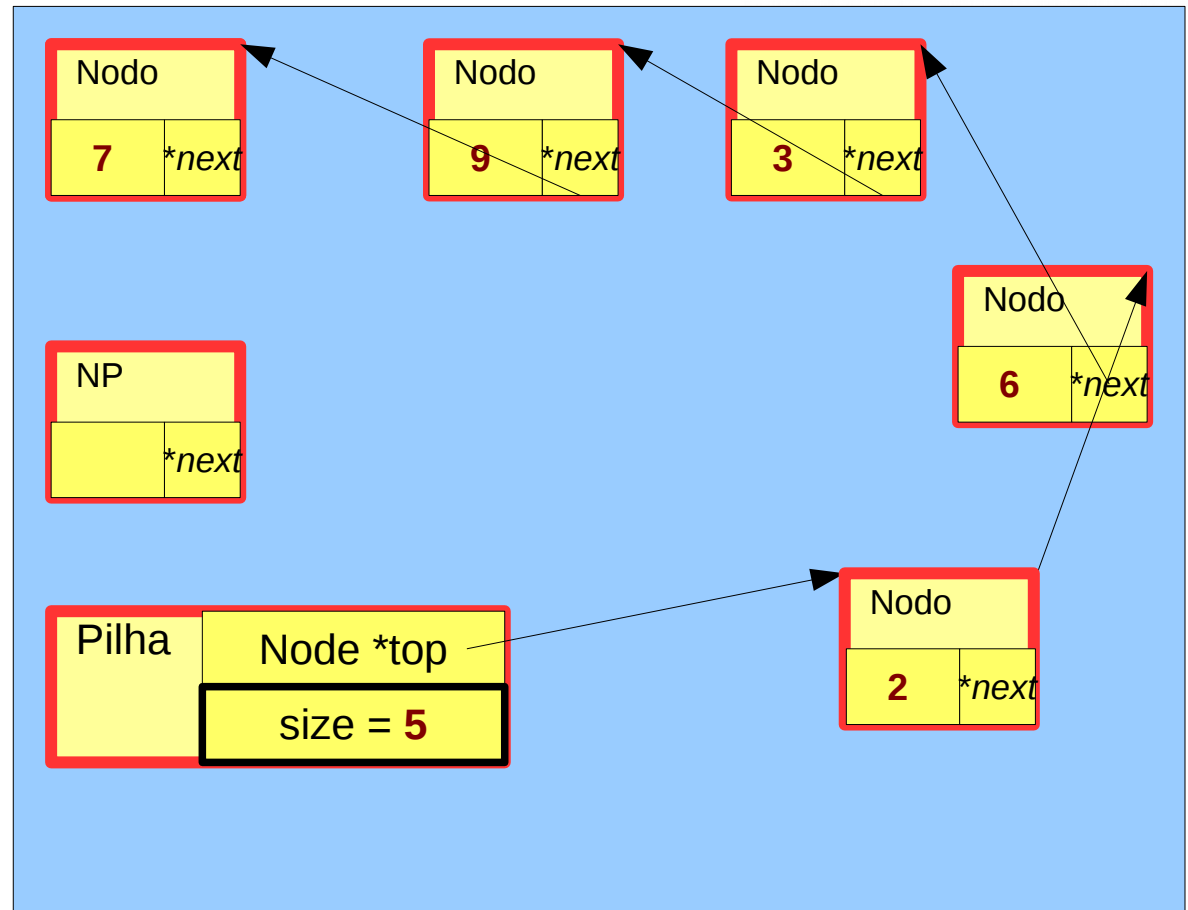 Nodo
7 *next
Nodo
9 *next
Nodo
3 *next
Nodo
6 *next
NP
*next
Nodo
2 *next
Pilha
Node *top
size = 5